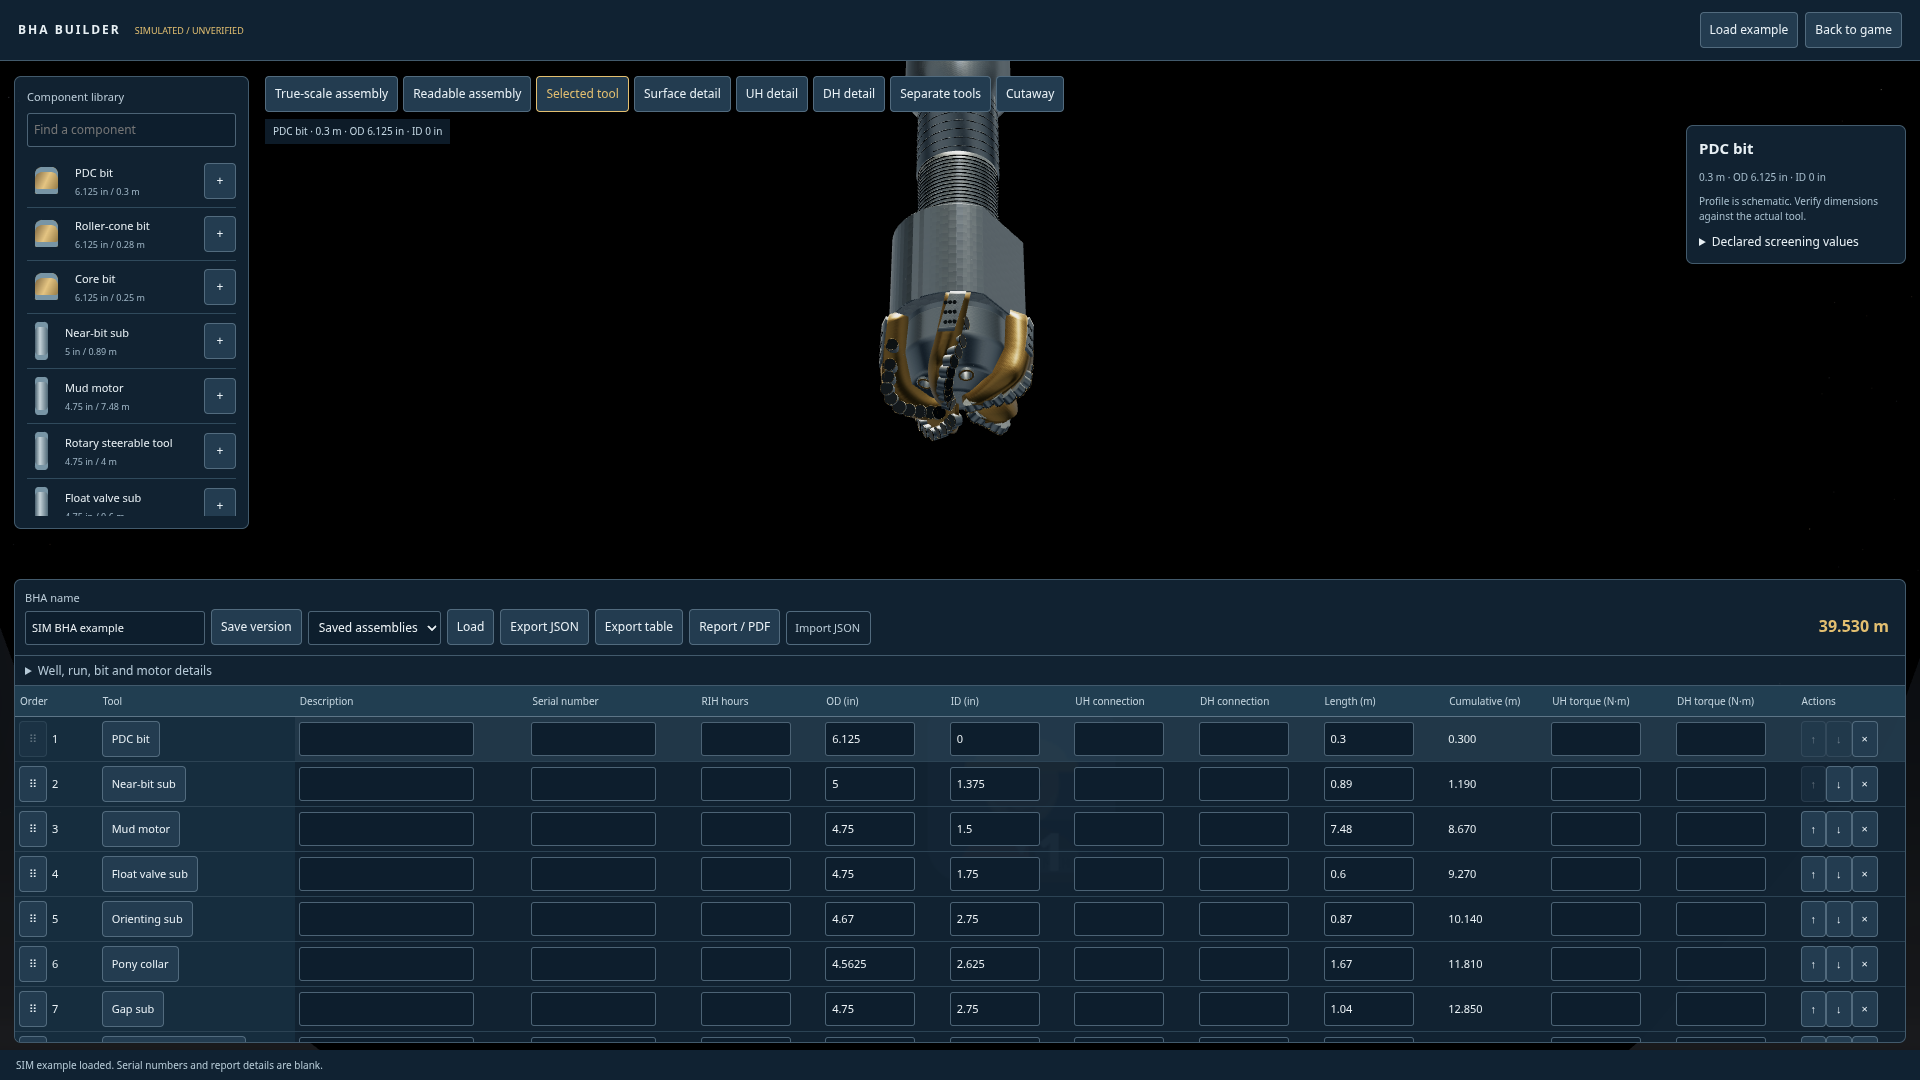 BHA BUILDER SIMULATED / UNVERIFIED Load example Back to game
Component library
Find a component
PDC bit
6.125 in / 0.3 m
+
Roller-cone bit
6.125 in / 0.28 m
+
Core bit
6.125 in / 0.25 m
+
Near-bit sub
5 in / 0.89 m
+
Mud motor
4.75 in / 7.48 m
+
Rotary steerable tool
4.75 in / 4 m
+
Float valve sub
4.75 in / 0.6 m
+
True-scale assembly Readable assembly Selected tool Surface detail UH detail DH detail Separate tools Cutaway
PDC bit · 0.3 m · OD 6.125 in · ID 0 in
PDC bit
0.3 m · OD 6.125 in · ID 0 in
Profile is schematic. Verify dimensions
against the actual tool.
▶ Declared screening values
BHA name
SIM BHA example Save version Saved assemblies Load Export JSON Export table Report / PDF Import JSON 39.530 m
▶ Well, run, bit and motor details
Order Tool Description Serial number RIH hours OD (in) ID (in) UH connection DH connection Length (m) Cumulative (m) UH torque (N·m) DH torque (N·m) Actions
1 PDC bit 6.125 0 0.3 0.300 ↑ ↓ ×
2 Near-bit sub 5 1.375 0.89 1.190 ↑ ↓ ×
3 Mud motor 4.75 1.5 7.48 8.670 ↑ ↓ ×
4 Float valve sub 4.75 1.75 0.6 9.270 ↑ ↓ ×
5 Orienting sub 4.67 2.75 0.87 10.140 ↑ ↓ ×
6 Pony collar 4.5625 2.625 1.67 11.810 ↑ ↓ ×
7 Gap sub 4.75 2.75 1.04 12.850 ↑ ↓ ×
SIM example loaded. Serial numbers and report details are blank.